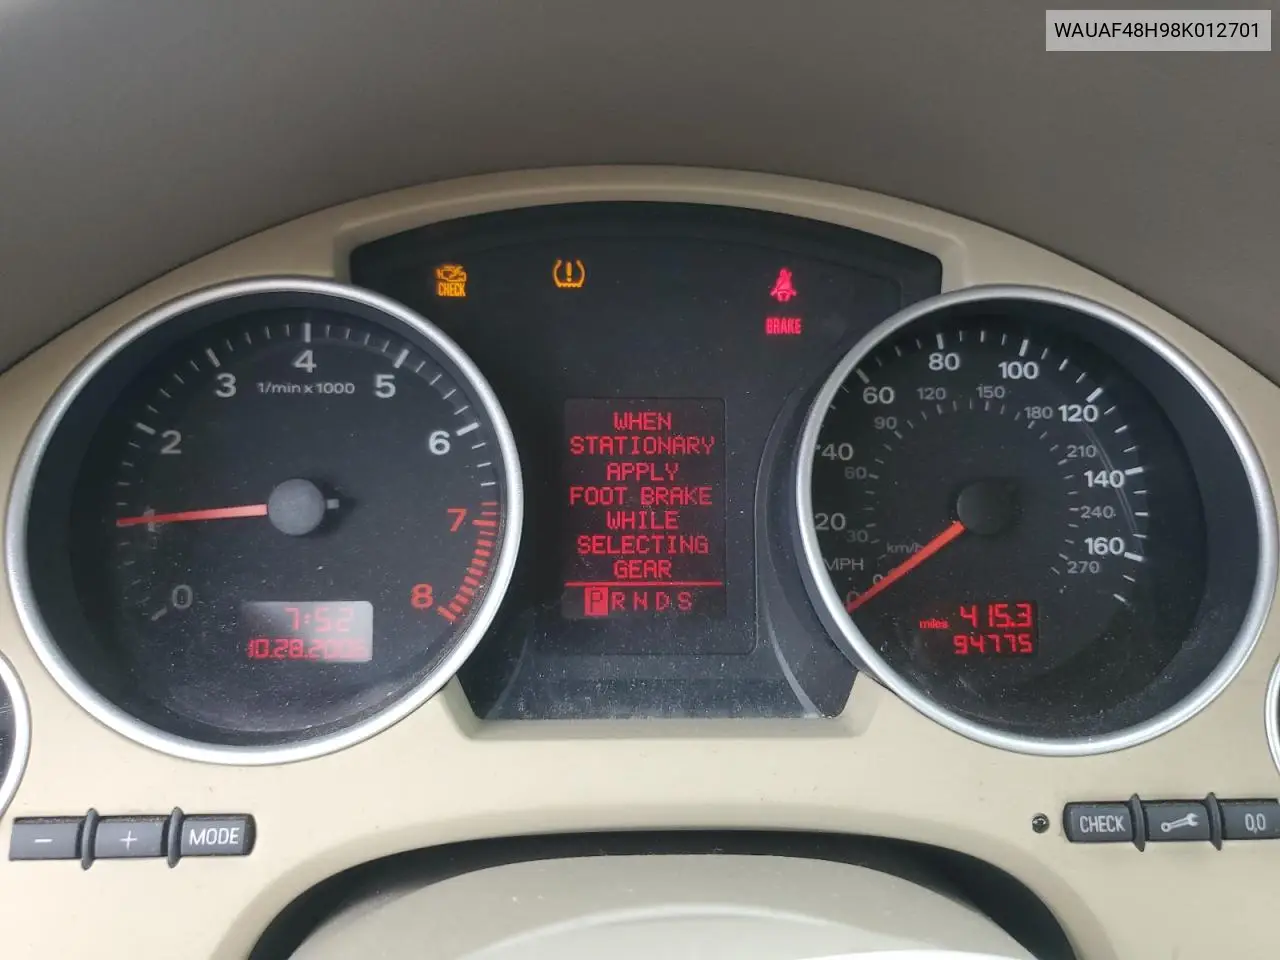 WAUAF48H98K012701
CHECK
BRAKE
0
2
3
4
5
6
7
8
1/min x 1000
7:52
WHEN
STATIONARY
APPLY
FOOT BRAKE
WHILE
SELECTING
GEAR
P R N D S
0
20
40
60
80
100
120
140
160
MPH
0
30
60
90
120
150
180
210
240
270
km/h
miles 415.3
94775
- + MODE
CHECK 0,0